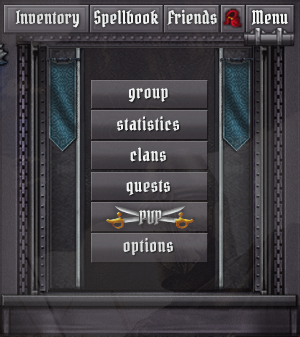 Inventory Spellbook Friends R Menu
group
statistics
clans
quests
pvp
options